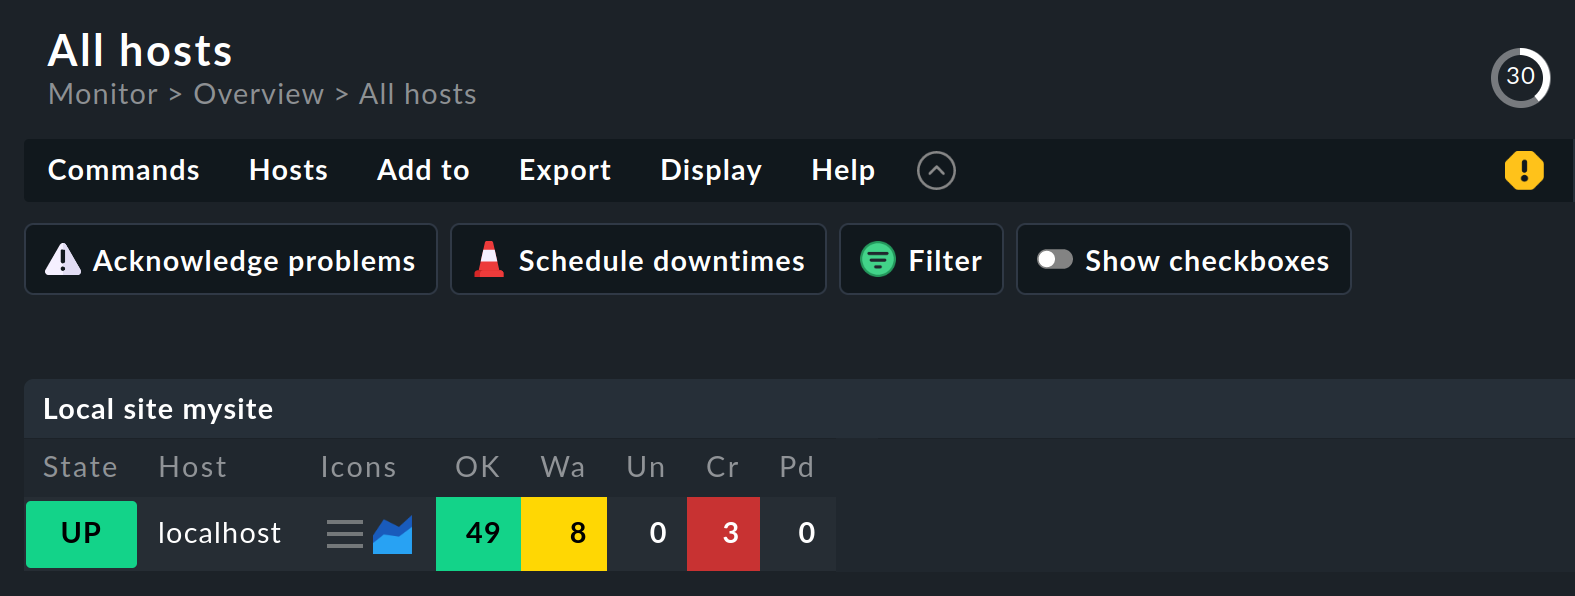 All hosts
Monitor > Overview > All hosts
30
Commands Hosts Add to Export Display Help
Acknowledge problems Schedule downtimes Filter Show checkboxes
Local site mysite
State Host Icons OK Wa Un Cr Pd
UP localhost 49 8 0 3 0